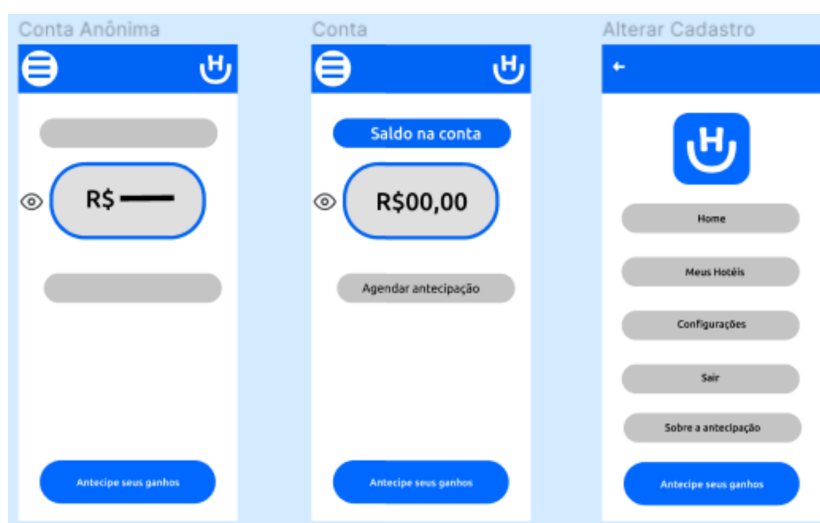 Conta Anônima
H
R$
Antecipe seus ganhos
Conta
H
Saldo na conta
R$00,00
Agendar antecipação
Antecipe seus ganhos
Alterar Cadastro
H
Home
Meus Hotéis
Configurações
Sair
Sobre a antecipação
Antecipe seus ganhos